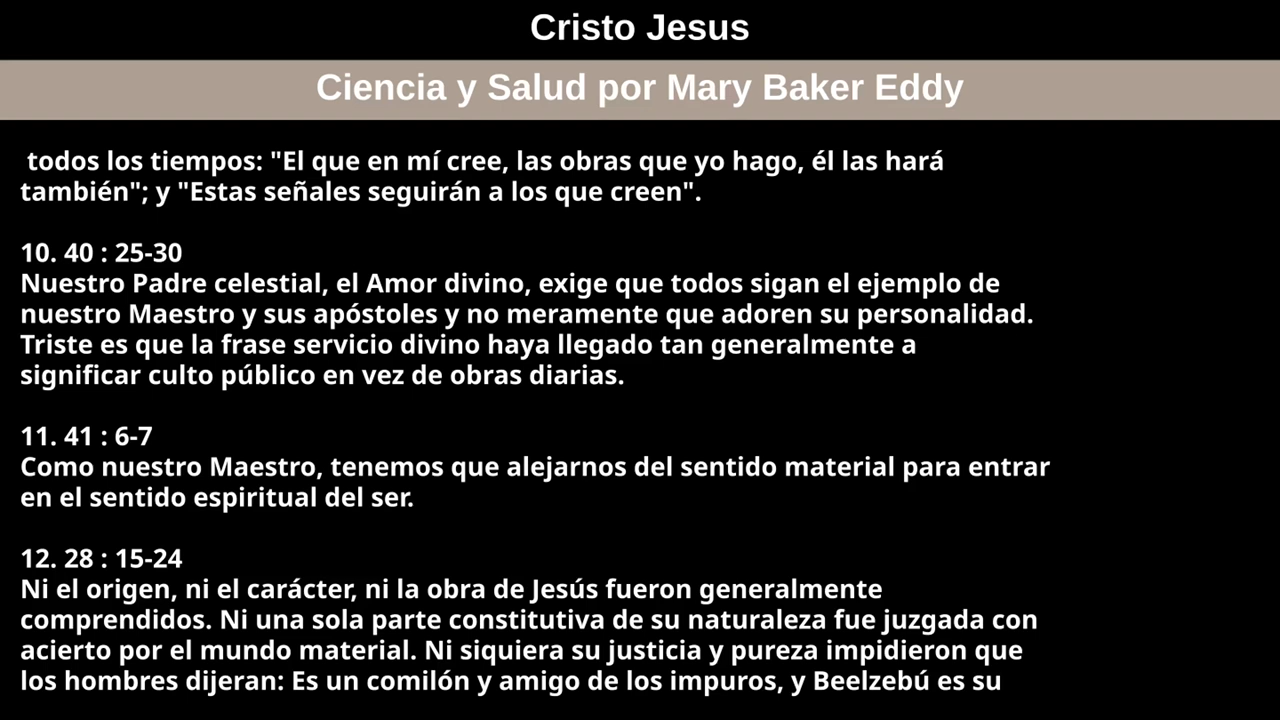 Cristo Jesus
Ciencia y Salud por Mary Baker Eddy
todos los tiempos: "El que en mí cree, las obras que yo hago, él las hará
también"; y "Estas señales seguirán a los que creen".
10. 40 : 25-30
Nuestro Padre celestial, el Amor divino, exige que todos sigan el ejemplo de
nuestro Maestro y sus apóstoles y no meramente que adoren su personalidad.
Triste es que la frase servicio divino haya llegado tan generalmente a
significar culto público en vez de obras diarias.
11. 41 : 6-7
Como nuestro Maestro, tenemos que alejarnos del sentido material para entrar
en el sentido espiritual del ser.
12. 28 : 15-24
Ni el origen, ni el carácter, ni la obra de Jesús fueron generalmente
comprendidos. Ni una sola parte constitutiva de su naturaleza fue juzgada con
acierto por el mundo material. Ni siquiera su justicia y pureza impidieron que
los hombres dijeran: Es un comilón y amigo de los impuros, y Beelzebú es su